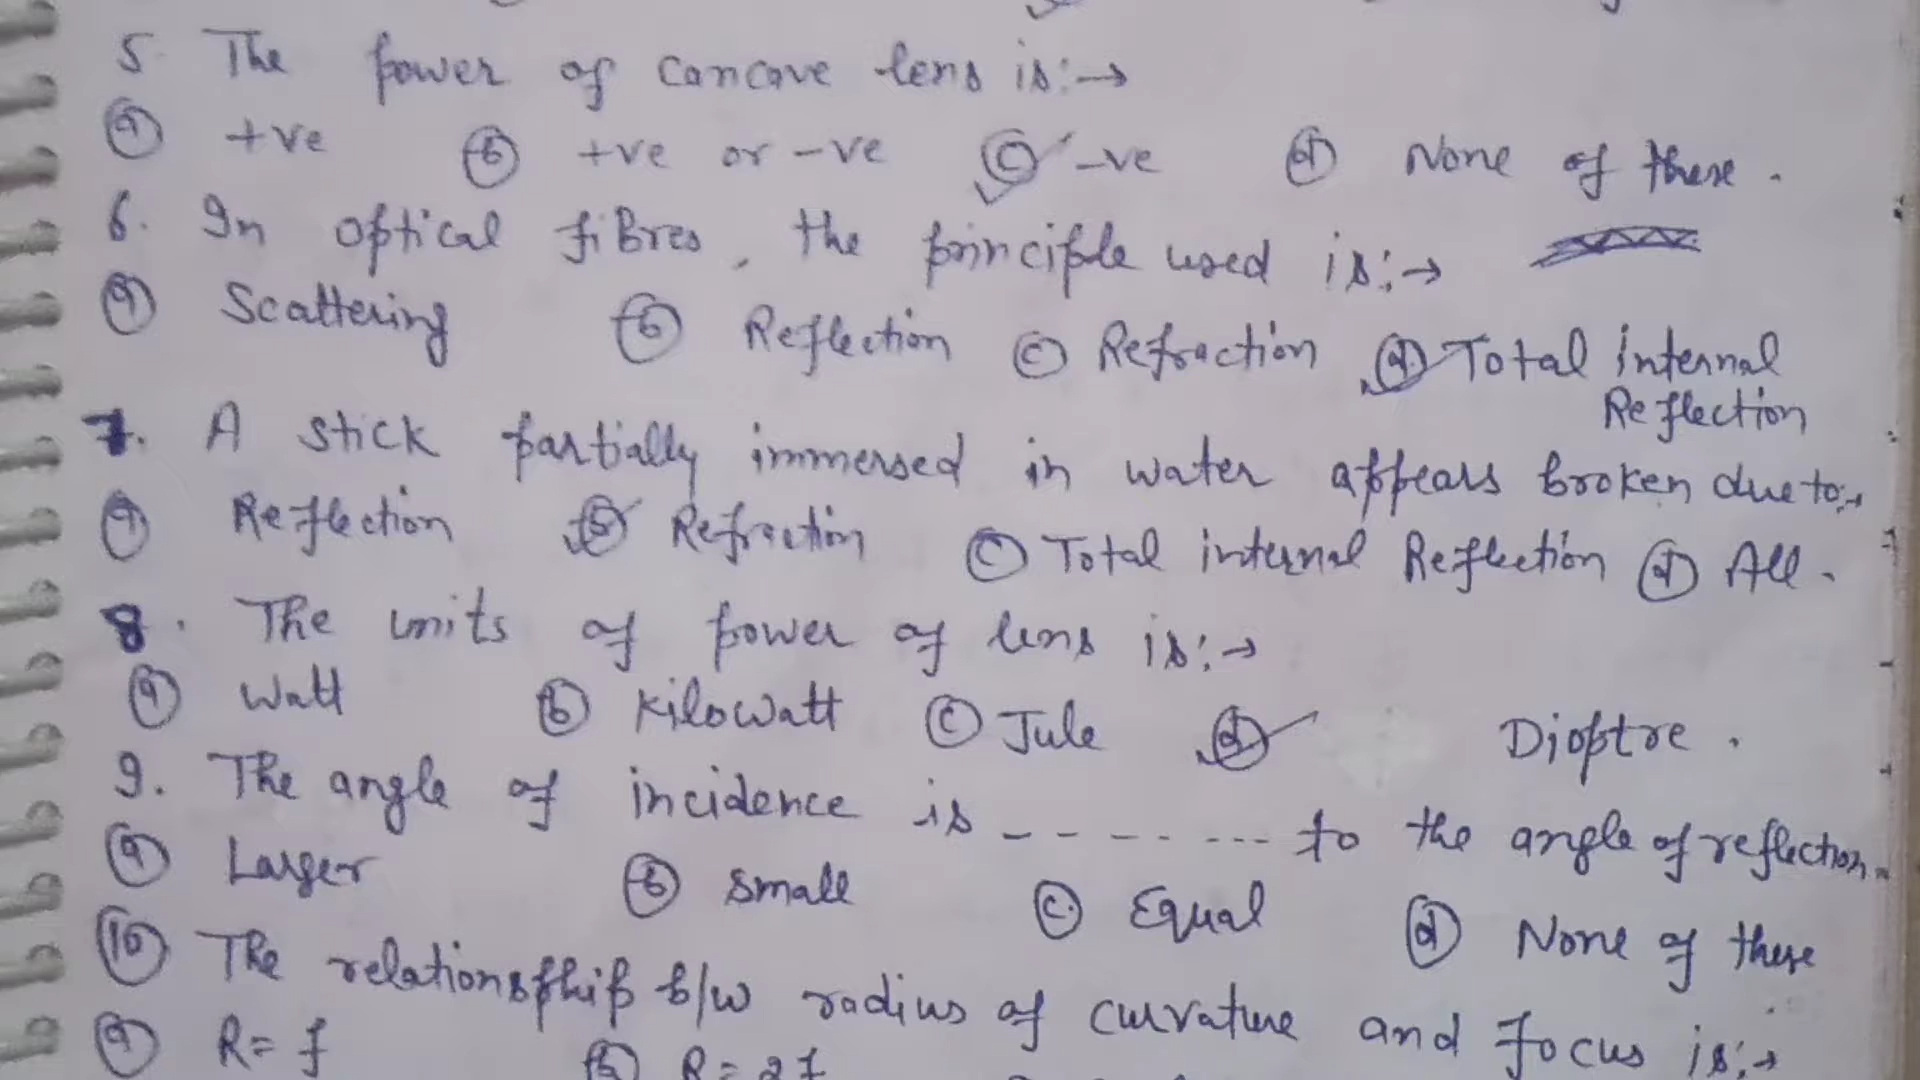 5. The power of concave lens is:→
(a) +ve (b) +ve or -ve (c) -ve (d) None of these.
6. In optical fibres, the principle used is:→
(a) Scattering (b) Reflection (c) Refraction (d) Total internal
Reflection
7. A stick partially immersed in water appears broken due to:→
(a) Reflection (b) Refraction (c) Total internal Reflection (d) All.
8. The units of power of lens is:→
(a) Watt (b) Kilowatt (c) Jule (d) Dioptre.
9. The angle of incidence is -------- to the angle of reflection.
(a) Larger (b) Small (c) Equal (d) None of these
(10) The relationsphip b/w radius of curvature and focus is:→
(a) R= f (b) R= 2f